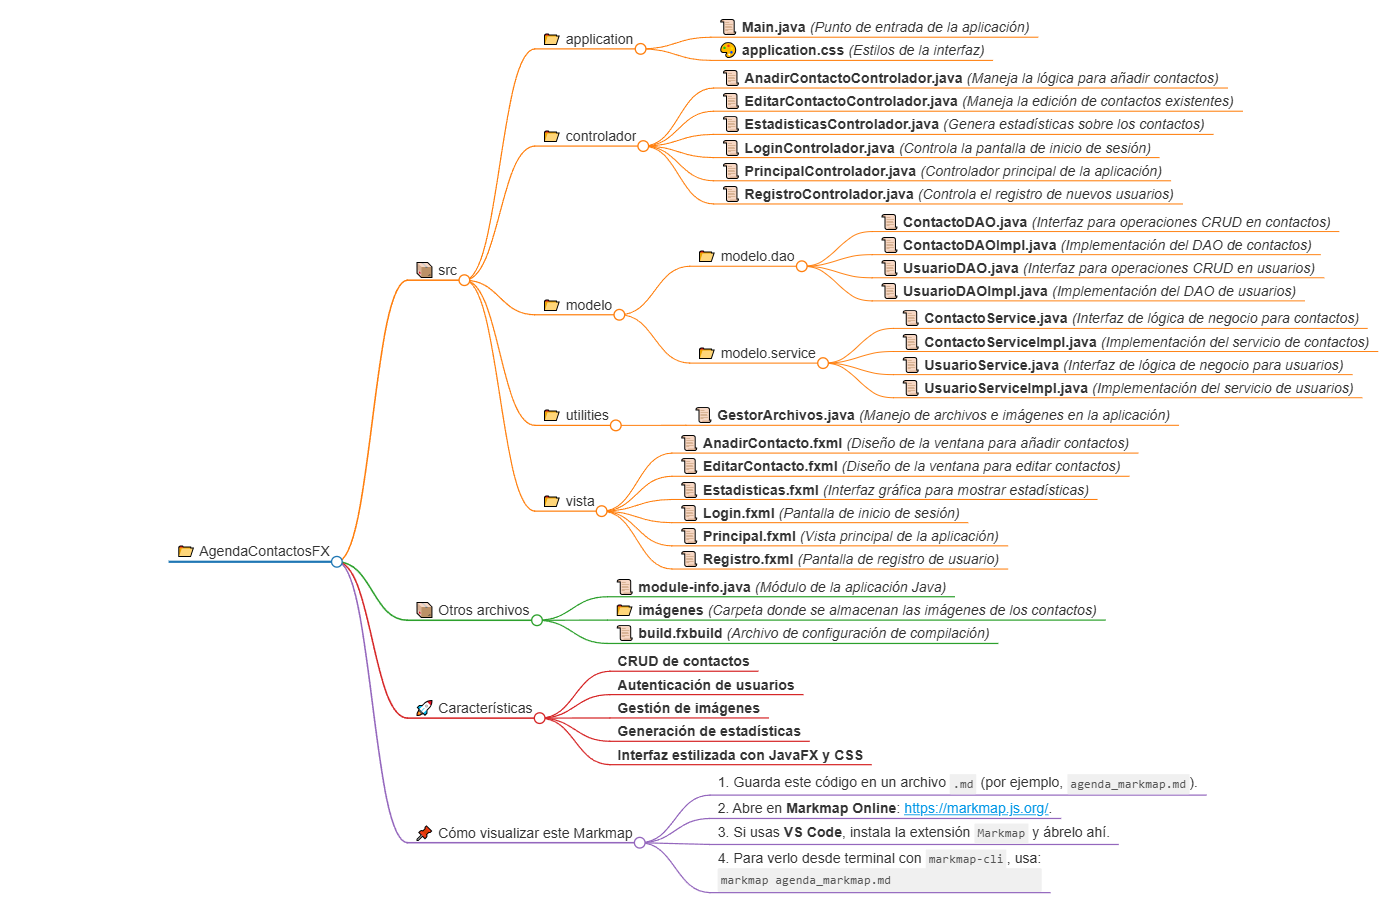 AgendaContactosFX
src
application
Main.java (Punto de entrada de la aplicación)
application.css (Estilos de la interfaz)
controlador
AnadirContactoControlador.java (Maneja la lógica para añadir contactos)
EditarContactoControlador.java (Maneja la edición de contactos existentes)
EstadisticasControlador.java (Genera estadísticas sobre los contactos)
LoginControlador.java (Controla la pantalla de inicio de sesión)
PrincipalControlador.java (Controlador principal de la aplicación)
RegistroControlador.java (Controla el registro de nuevos usuarios)
modelo
modelo.dao
ContactoDAO.java (Interfaz para operaciones CRUD en contactos)
ContactoDAOImpl.java (Implementación del DAO de contactos)
UsuarioDAO.java (Interfaz para operaciones CRUD en usuarios)
UsuarioDAOImpl.java (Implementación del DAO de usuarios)
modelo.service
ContactoService.java (Interfaz de lógica de negocio para contactos)
ContactoServiceImpl.java (Implementación del servicio de contactos)
UsuarioService.java (Interfaz de lógica de negocio para usuarios)
UsuarioServiceImpl.java (Implementación del servicio de usuarios)
utilities
GestorArchivos.java (Manejo de archivos e imágenes en la aplicación)
vista
AnadirContacto.fxml (Diseño de la ventana para añadir contactos)
EditarContacto.fxml (Diseño de la ventana para editar contactos)
Estadisticas.fxml (Interfaz gráfica para mostrar estadísticas)
Login.fxml (Pantalla de inicio de sesión)
Principal.fxml (Vista principal de la aplicación)
Registro.fxml (Pantalla de registro de usuario)
Otros archivos
module-info.java (Módulo de la aplicación Java)
imágenes (Carpeta donde se almacenan las imágenes de los contactos)
build.fxbuild (Archivo de configuración de compilación)
Características
CRUD de contactos
Autenticación de usuarios
Gestión de imágenes
Generación de estadísticas
Interfaz estilizada con JavaFX y CSS
Cómo visualizar este Markmap
1. Guarda este código en un archivo .md (por ejemplo, agenda_markmap.md).
2. Abre en Markmap Online: https://markmap.js.org/.
3. Si usas VS Code, instala la extensión Markmap y ábrelo ahí.
4. Para verlo desde terminal con markmap-cli, usa:
markmap agenda_markmap.md